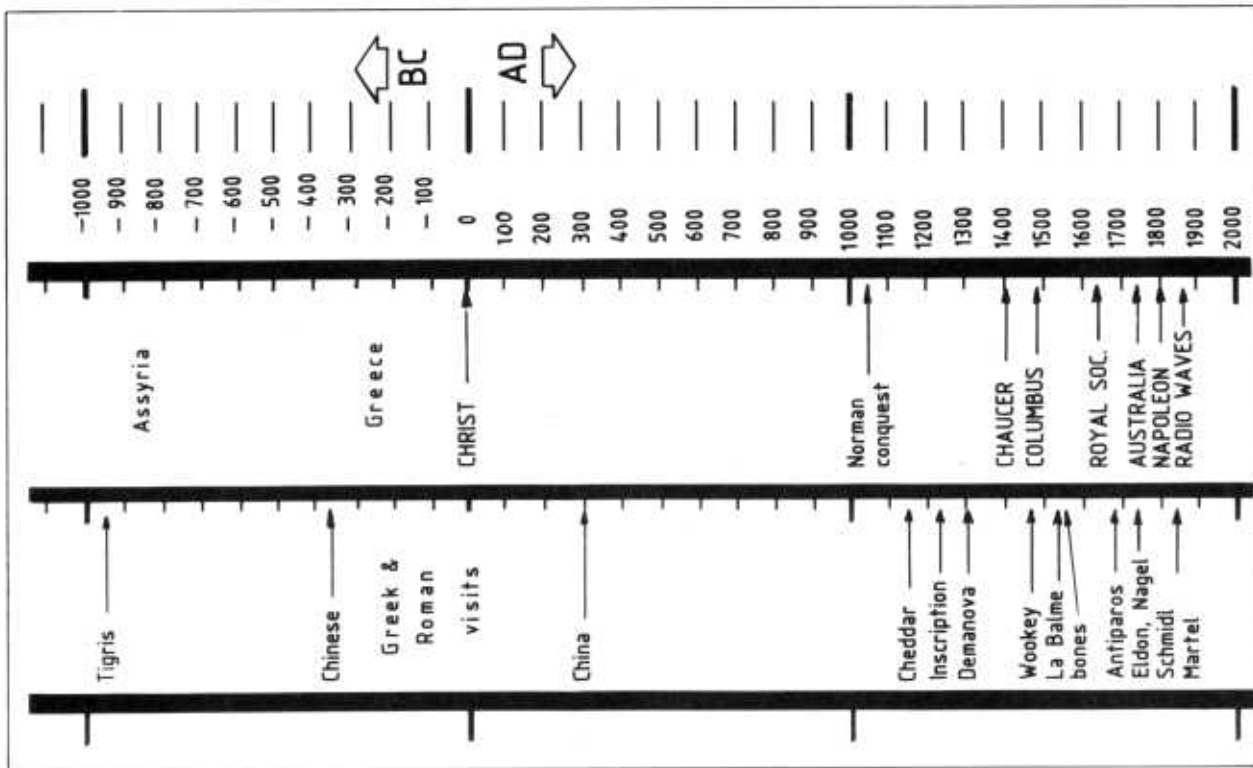 BC
AD
−1000
−900
−800
−700
−600
−500
−400
−300
−200
−100
0
100
200
300
400
500
600
700
800
900
1000
1100
1200
1300
1400
1500
1600
1700
1800
1900
2000
Assyria
Greece
CHRIST
Norman
conquest
CHAUCER
COLUMBUS
ROYAL SOC.
AUSTRALIA
NAPOLEON
RADIO WAVES
Tigris
Chinese
Greek &
Roman
visits
China
Cheddar
Inscription
Demanova
Wookey
La Balme
bones
Antiparos
Eldon, Nagel
Schmidl
Martel